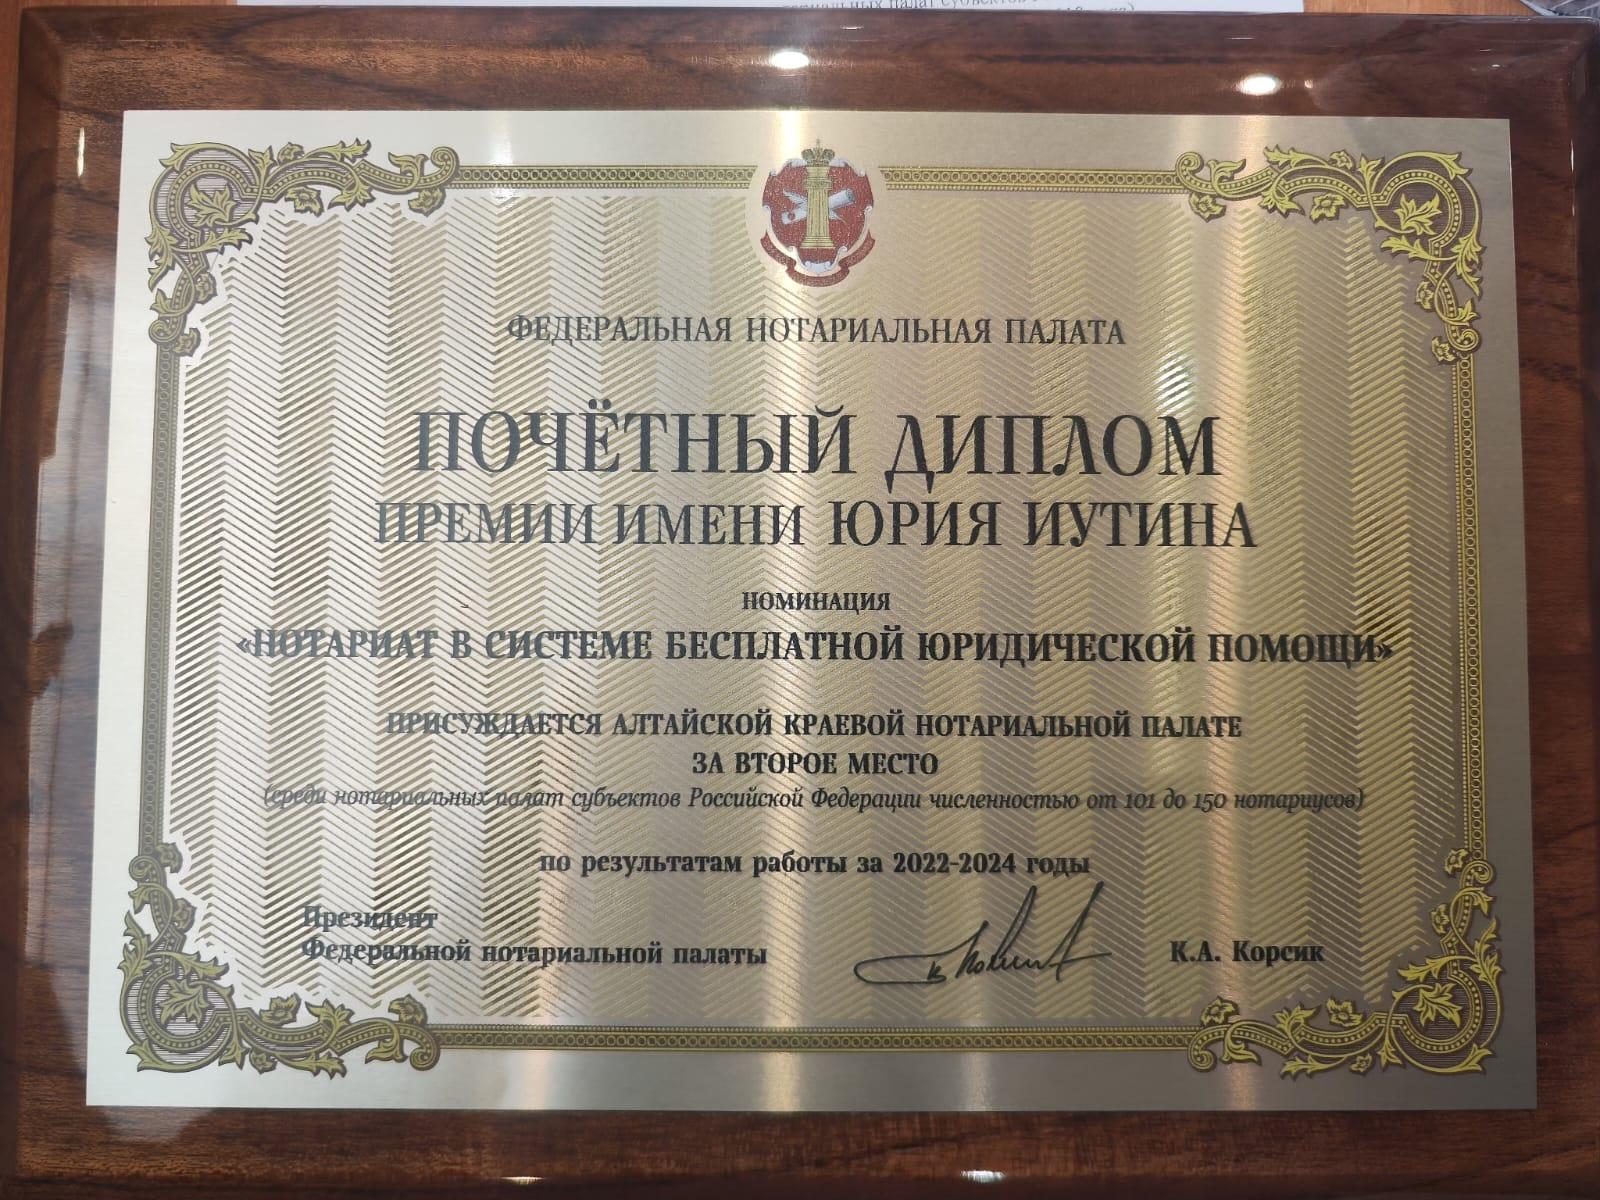 ФЕДЕРАЛЬНАЯ НОТАРИАЛЬНАЯ ПАЛАТА
ПОЧЁТНЫЙ ДИПЛОМ
ПРЕМИИ ИМЕНИ ЮРИЯ ИУТИНА
НОМИНАЦИЯ
«НОТАРИАТ В СИСТЕМЕ БЕСПЛАТНОЙ ЮРИДИЧЕСКОЙ ПОМОЩИ»
ПРИСУЖДАЕТСЯ АЛТАЙСКОЙ КРАЕВОЙ НОТАРИАЛЬНОЙ ПАЛАТЕ
ЗА ВТОРОЕ МЕСТО
(среди нотариальных палат субъектов Российской Федерации численностью от 101 до 150 нотариусов)
по результатам работы за 2022-2024 годы
Президент
Федеральной нотариальной палаты К.А. Корсик